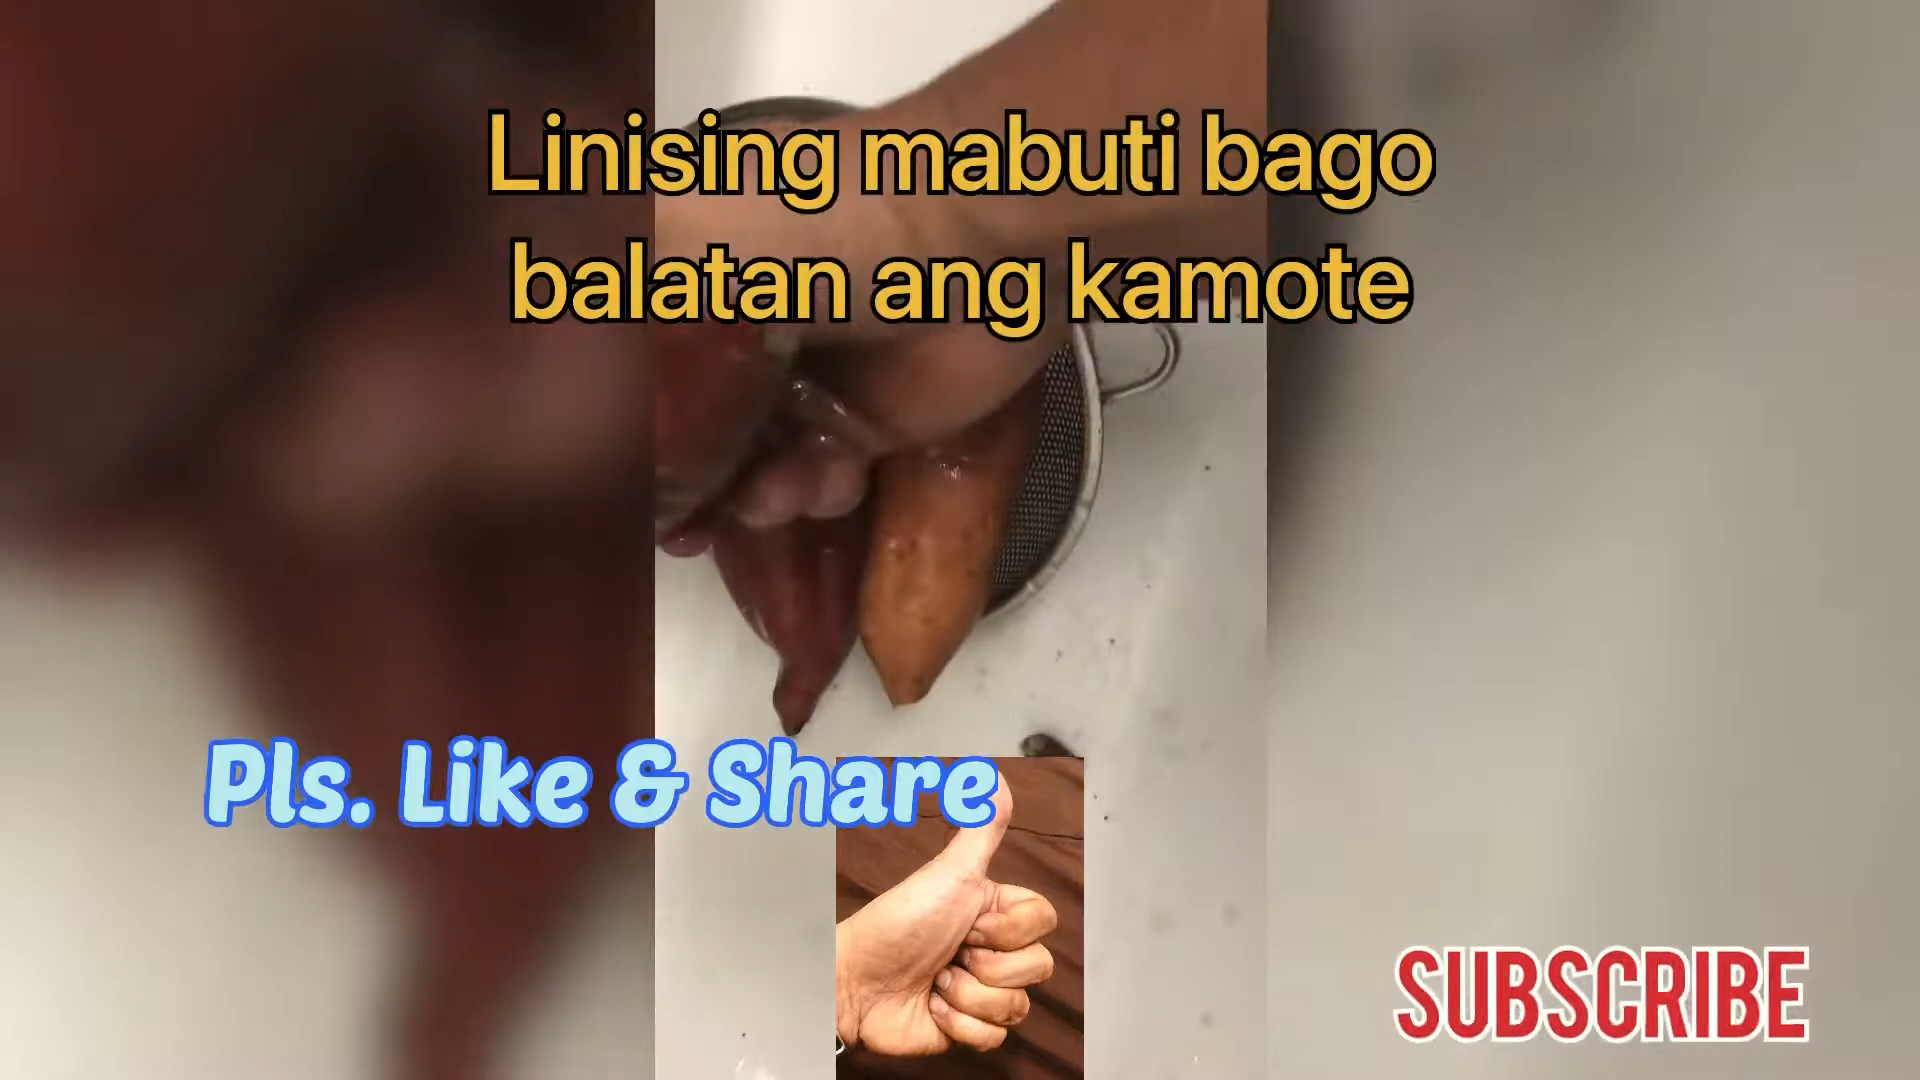 Linising mabuti bago
balatan ang kamote
Pls. Like & Share
SUBSCRIBE